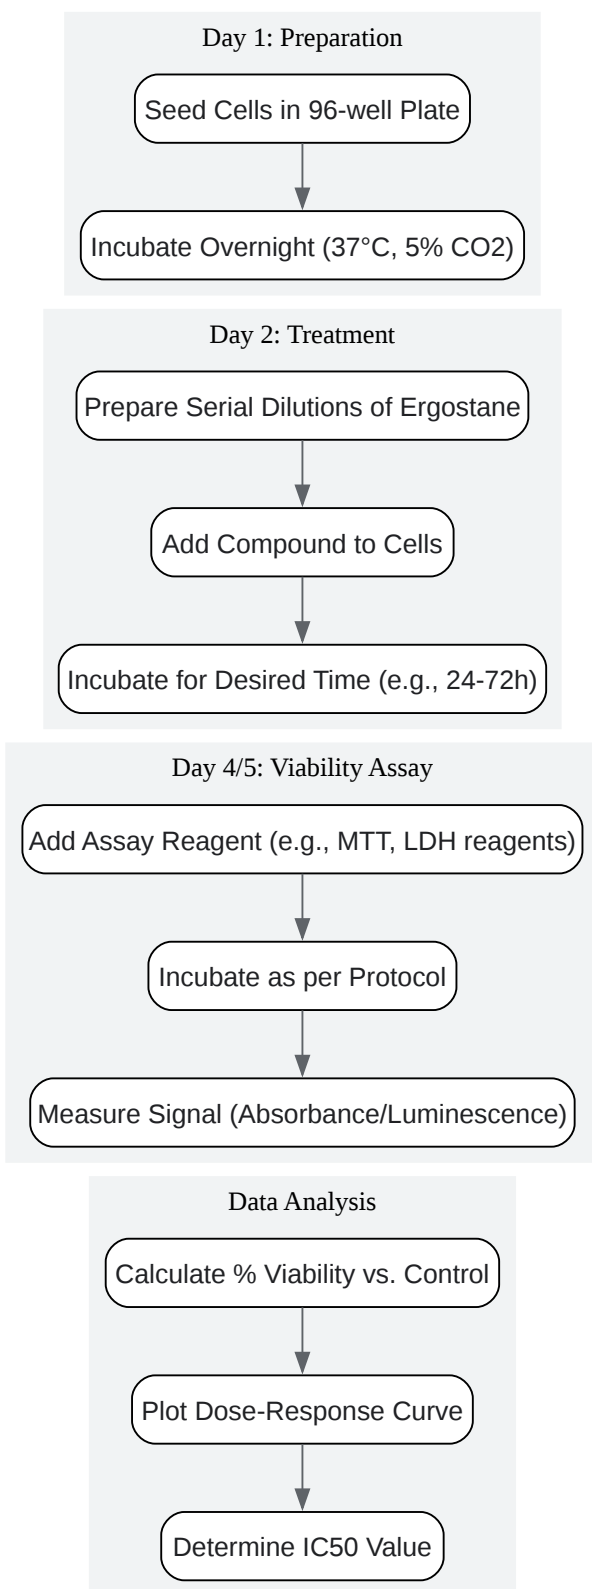 Day 1: Preparation
Seed Cells in 96-well Plate
Incubate Overnight (37°C, 5% CO2)
Day 2: Treatment
Prepare Serial Dilutions of Ergostane
Add Compound to Cells
Incubate for Desired Time (e.g., 24-72h)
Day 4/5: Viability Assay
Add Assay Reagent (e.g., MTT, LDH reagents)
Incubate as per Protocol
Measure Signal (Absorbance/Luminescence)
Data Analysis
Calculate % Viability vs. Control
Plot Dose-Response Curve
Determine IC50 Value